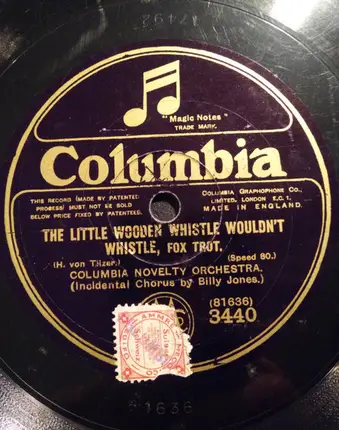 "Magic Notes"
TRADE MARK.
Columbia
THIS RECORD (MADE BY PATENTED
PROCESS) MUST NOT BE SOLD
BELOW PRICE FIXED BY PATENTEES.
COLUMBIA GRAPHOPHONE CO.,
LIMITED. LONDON E.C.1.
MADE IN ENGLAND.
THE LITTLE WOODEN WHISTLE WOULDN'T
WHISTLE, FOX TROT.
(H. von Tilzer.)
(Speed 80.)
COLUMBIA NOVELTY ORCHESTRA.
(Incidental Chorus by Billy Jones.)
(81636)
3440
81636